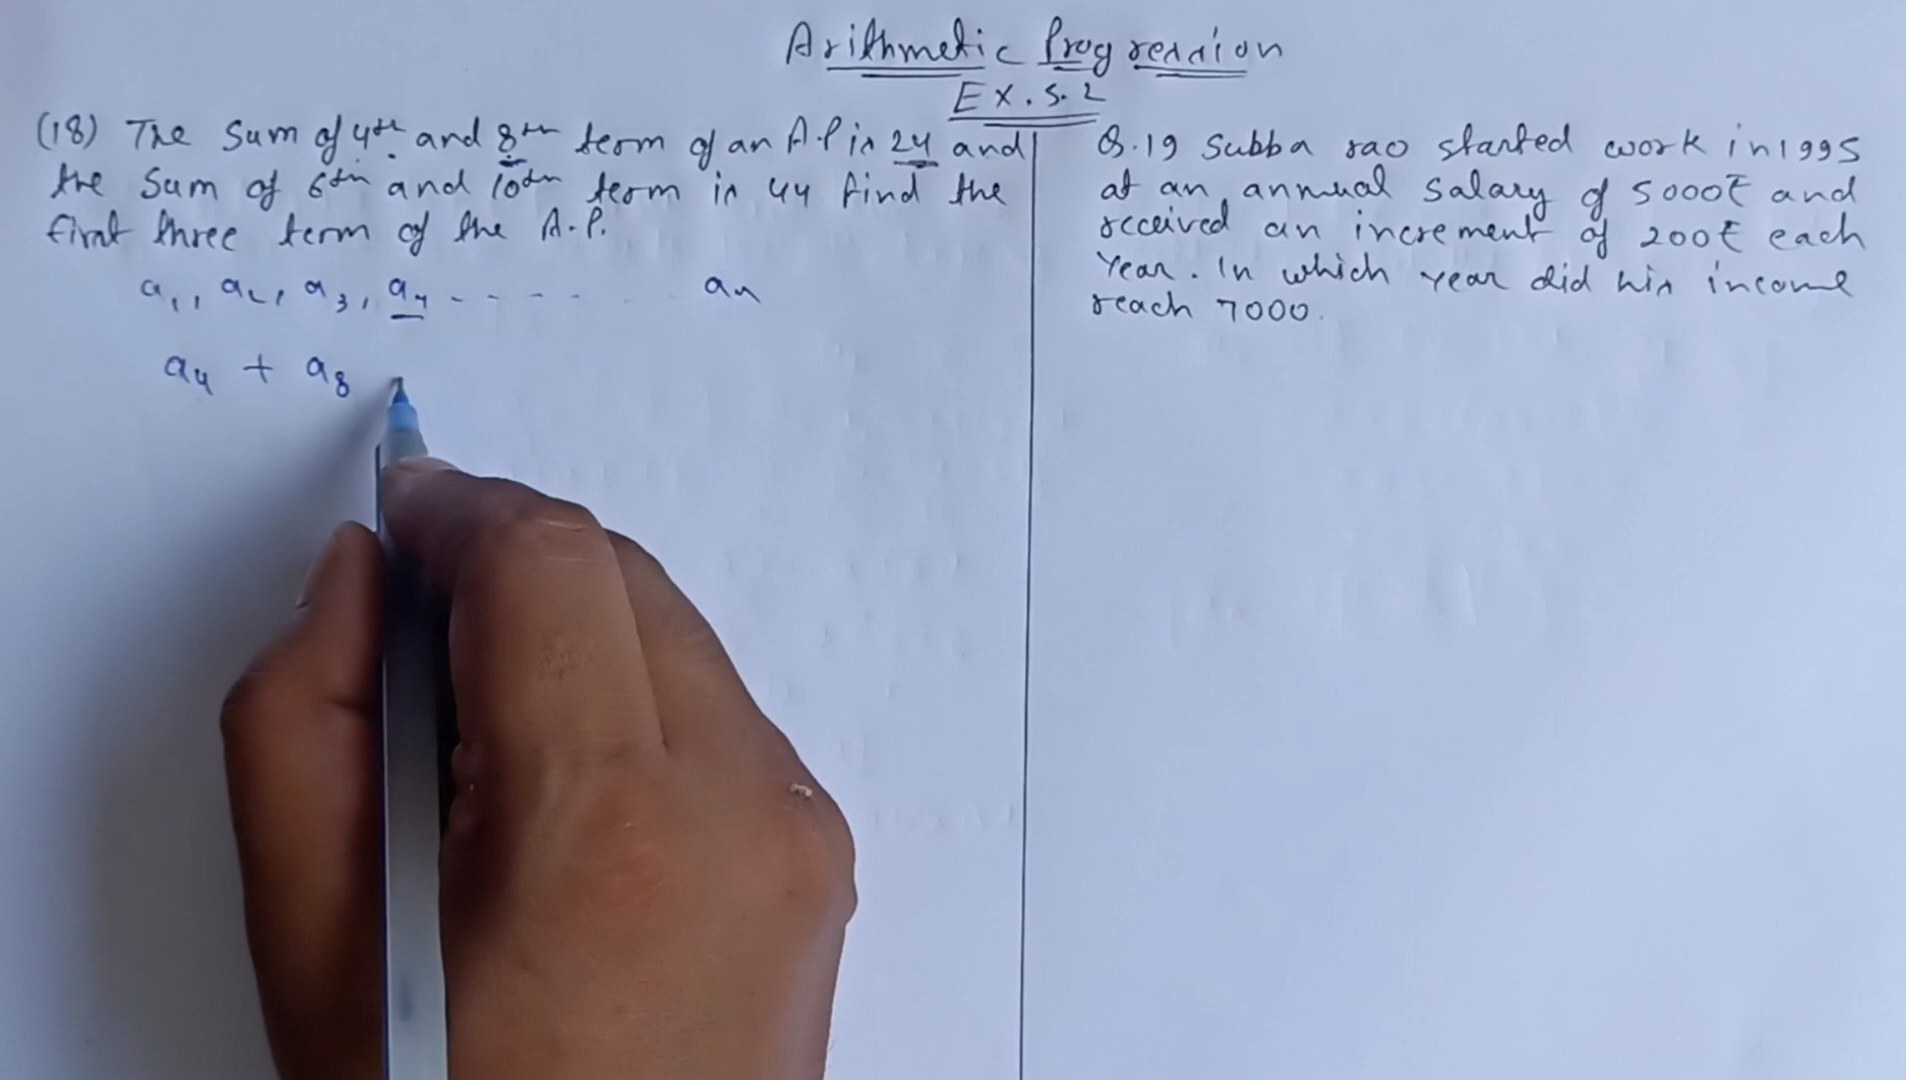 Arithmetic Progression
Ex. 5.2
(18) The Sum of 4th and 8th term of an A.P is 24 and
the Sum of 6th and 10th term is 44 find the
first three term of the A.P.
a1, a2, a3, a4 - - - - - - - an
a4 + a8
Q.19 Subba rao started work in 1995
at an annual salary of 5000₹ and
received an increment of 200₹ each
Year. In which year did his income
reach 7000.